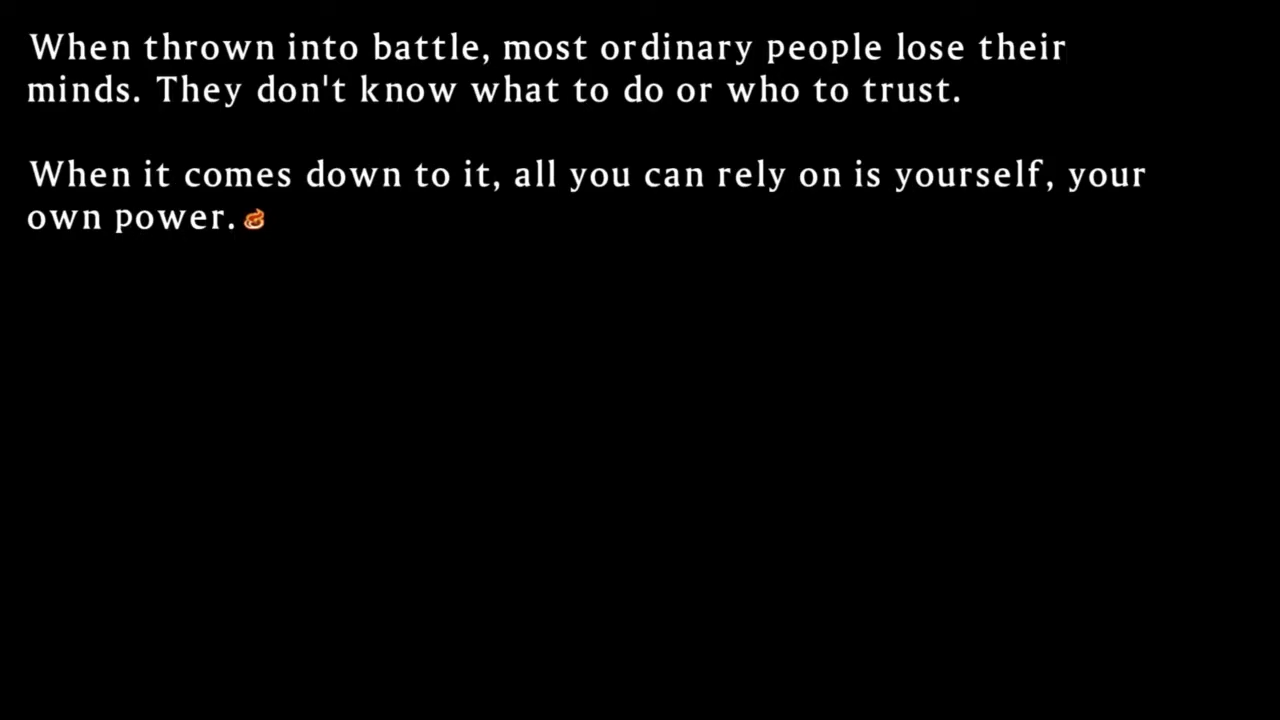 When thrown into battle, most ordinary people lose their
minds. They don't know what to do or who to trust.
When it comes down to it, all you can rely on is yourself, your
own power.